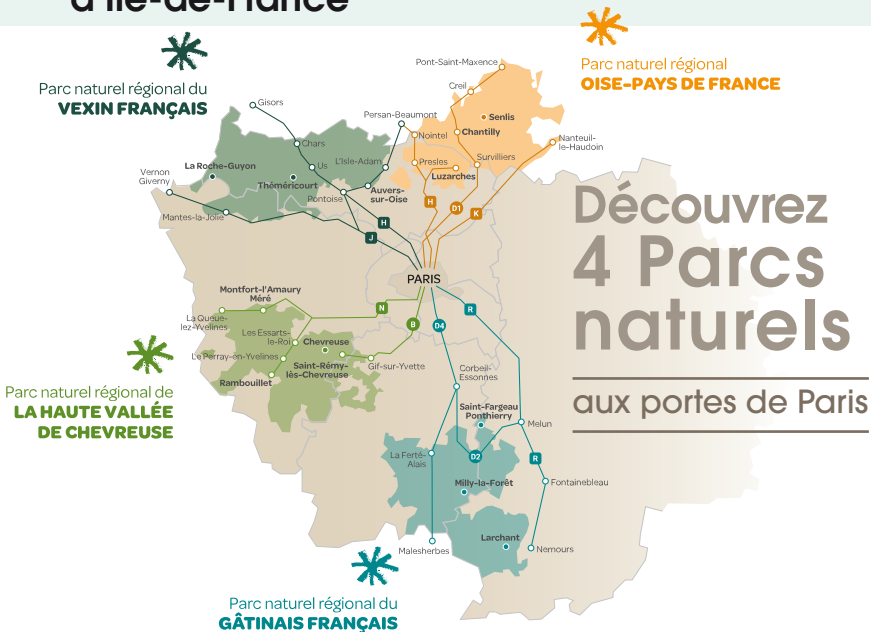 d'Île-de-France
Parc naturel régional du
VEXIN FRANÇAIS
Parc naturel régional
OISE-PAYS DE FRANCE
Pont-Saint-Maxence
Creil
Gisors
Persan-Beaumont
Senlis
Chantilly
Nointel
Nanteuil-
le-Haudoin
Chars
La Roche-Guyon
Us
L'Isle-Adam
Presles
Survilliers
Luzarches
Vernon
Giverny
Théméricourt
Pontoise
Auvers-
sur-Oise
Mantes-la-Jolie
H
D1
K
H
J
Découvrez
4 Parcs
naturels
aux portes de Paris
PARIS
Montfort-l'Amaury
Méré
N
R
La Queue-
lez-Yvelines
B
D4
Les Essarts-
le-Roi
Chevreuse
Le Perray-en-Yvelines
Saint-Rémy-
lès-Chevreuse
Gif-sur-Yvette
Rambouillet
Corbeil-
Essonnes
Parc naturel régional de
LA HAUTE VALLÉE
DE CHEVREUSE
Saint-Fargeau
Ponthierry
Melun
La Ferté-
Alais
D2
R
Milly-la-Forêt
Fontainebleau
Larchant
Malesherbes
Nemours
Parc naturel régional du
GÂTINAIS FRANÇAIS